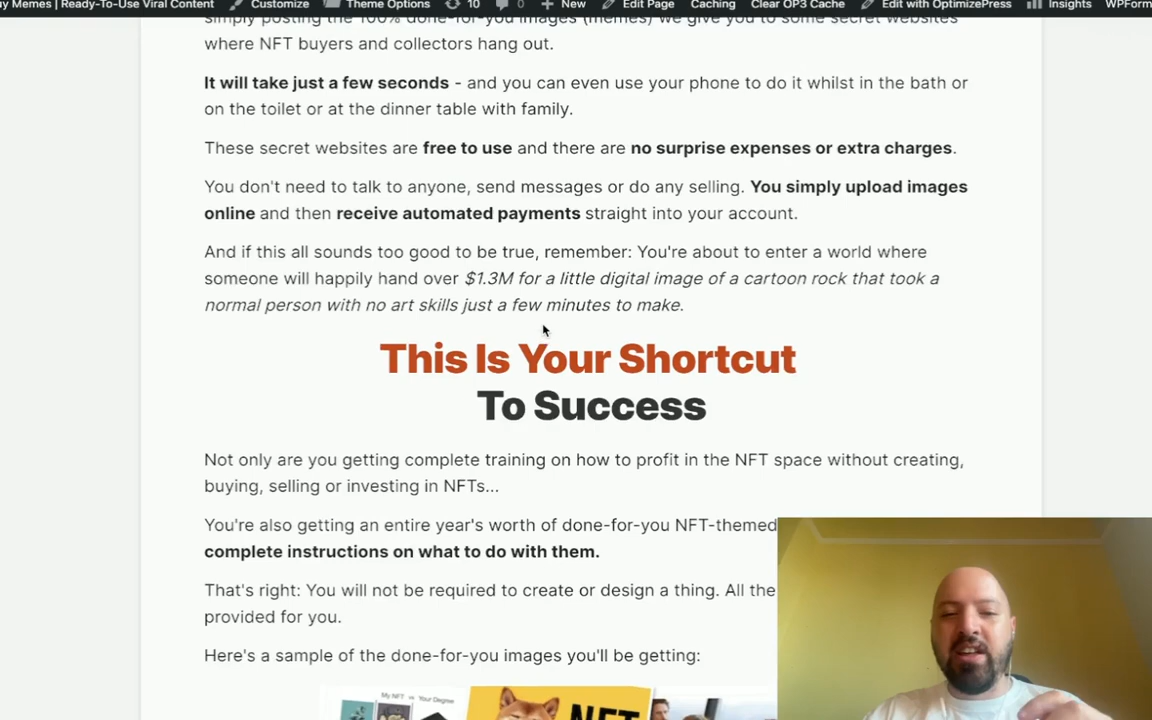 uy Memes | Ready-To-Use Viral Content Customize Theme Options 10 0 New Edit Page Caching Clear OP3 Cache Edit with OptimizePress Insights WPForm
simply posting the 100% done-for-you images (memes) we give you to some secret websites
where NFT buyers and collectors hang out.
It will take just a few seconds - and you can even use your phone to do it whilst in the bath or
on the toilet or at the dinner table with family.
These secret websites are free to use and there are no surprise expenses or extra charges.
You don't need to talk to anyone, send messages or do any selling. You simply upload images
online and then receive automated payments straight into your account.
And if this all sounds too good to be true, remember: You're about to enter a world where
someone will happily hand over $1.3M for a little digital image of a cartoon rock that took a
normal person with no art skills just a few minutes to make.
This Is Your Shortcut
To Success
Not only are you getting complete training on how to profit in the NFT space without creating,
buying, selling or investing in NFTs...
You're also getting an entire year's worth of done-for-you NFT-themed
complete instructions on what to do with them.
That's right: You will not be required to create or design a thing. All the
provided for you.
Here's a sample of the done-for-you images you'll be getting:
My NFT vs Your Degree
NFT